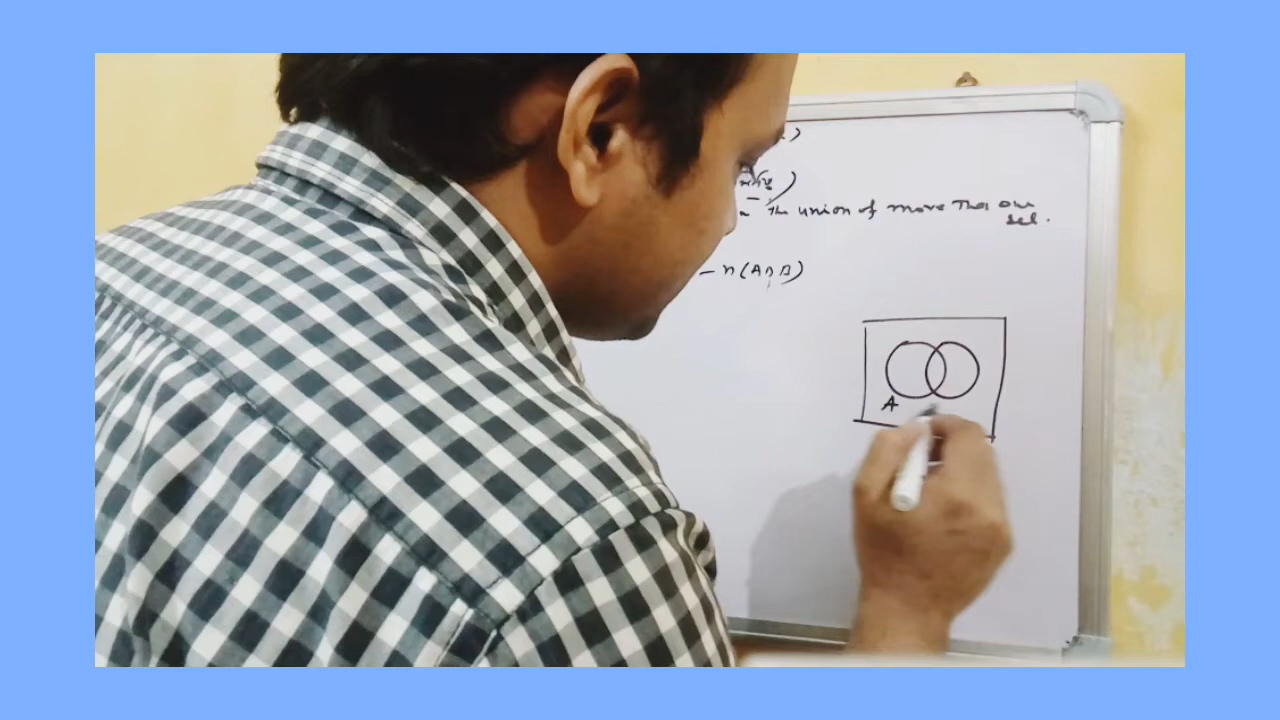 )
)
the union of more than one
set.
– n(A∩B)
A